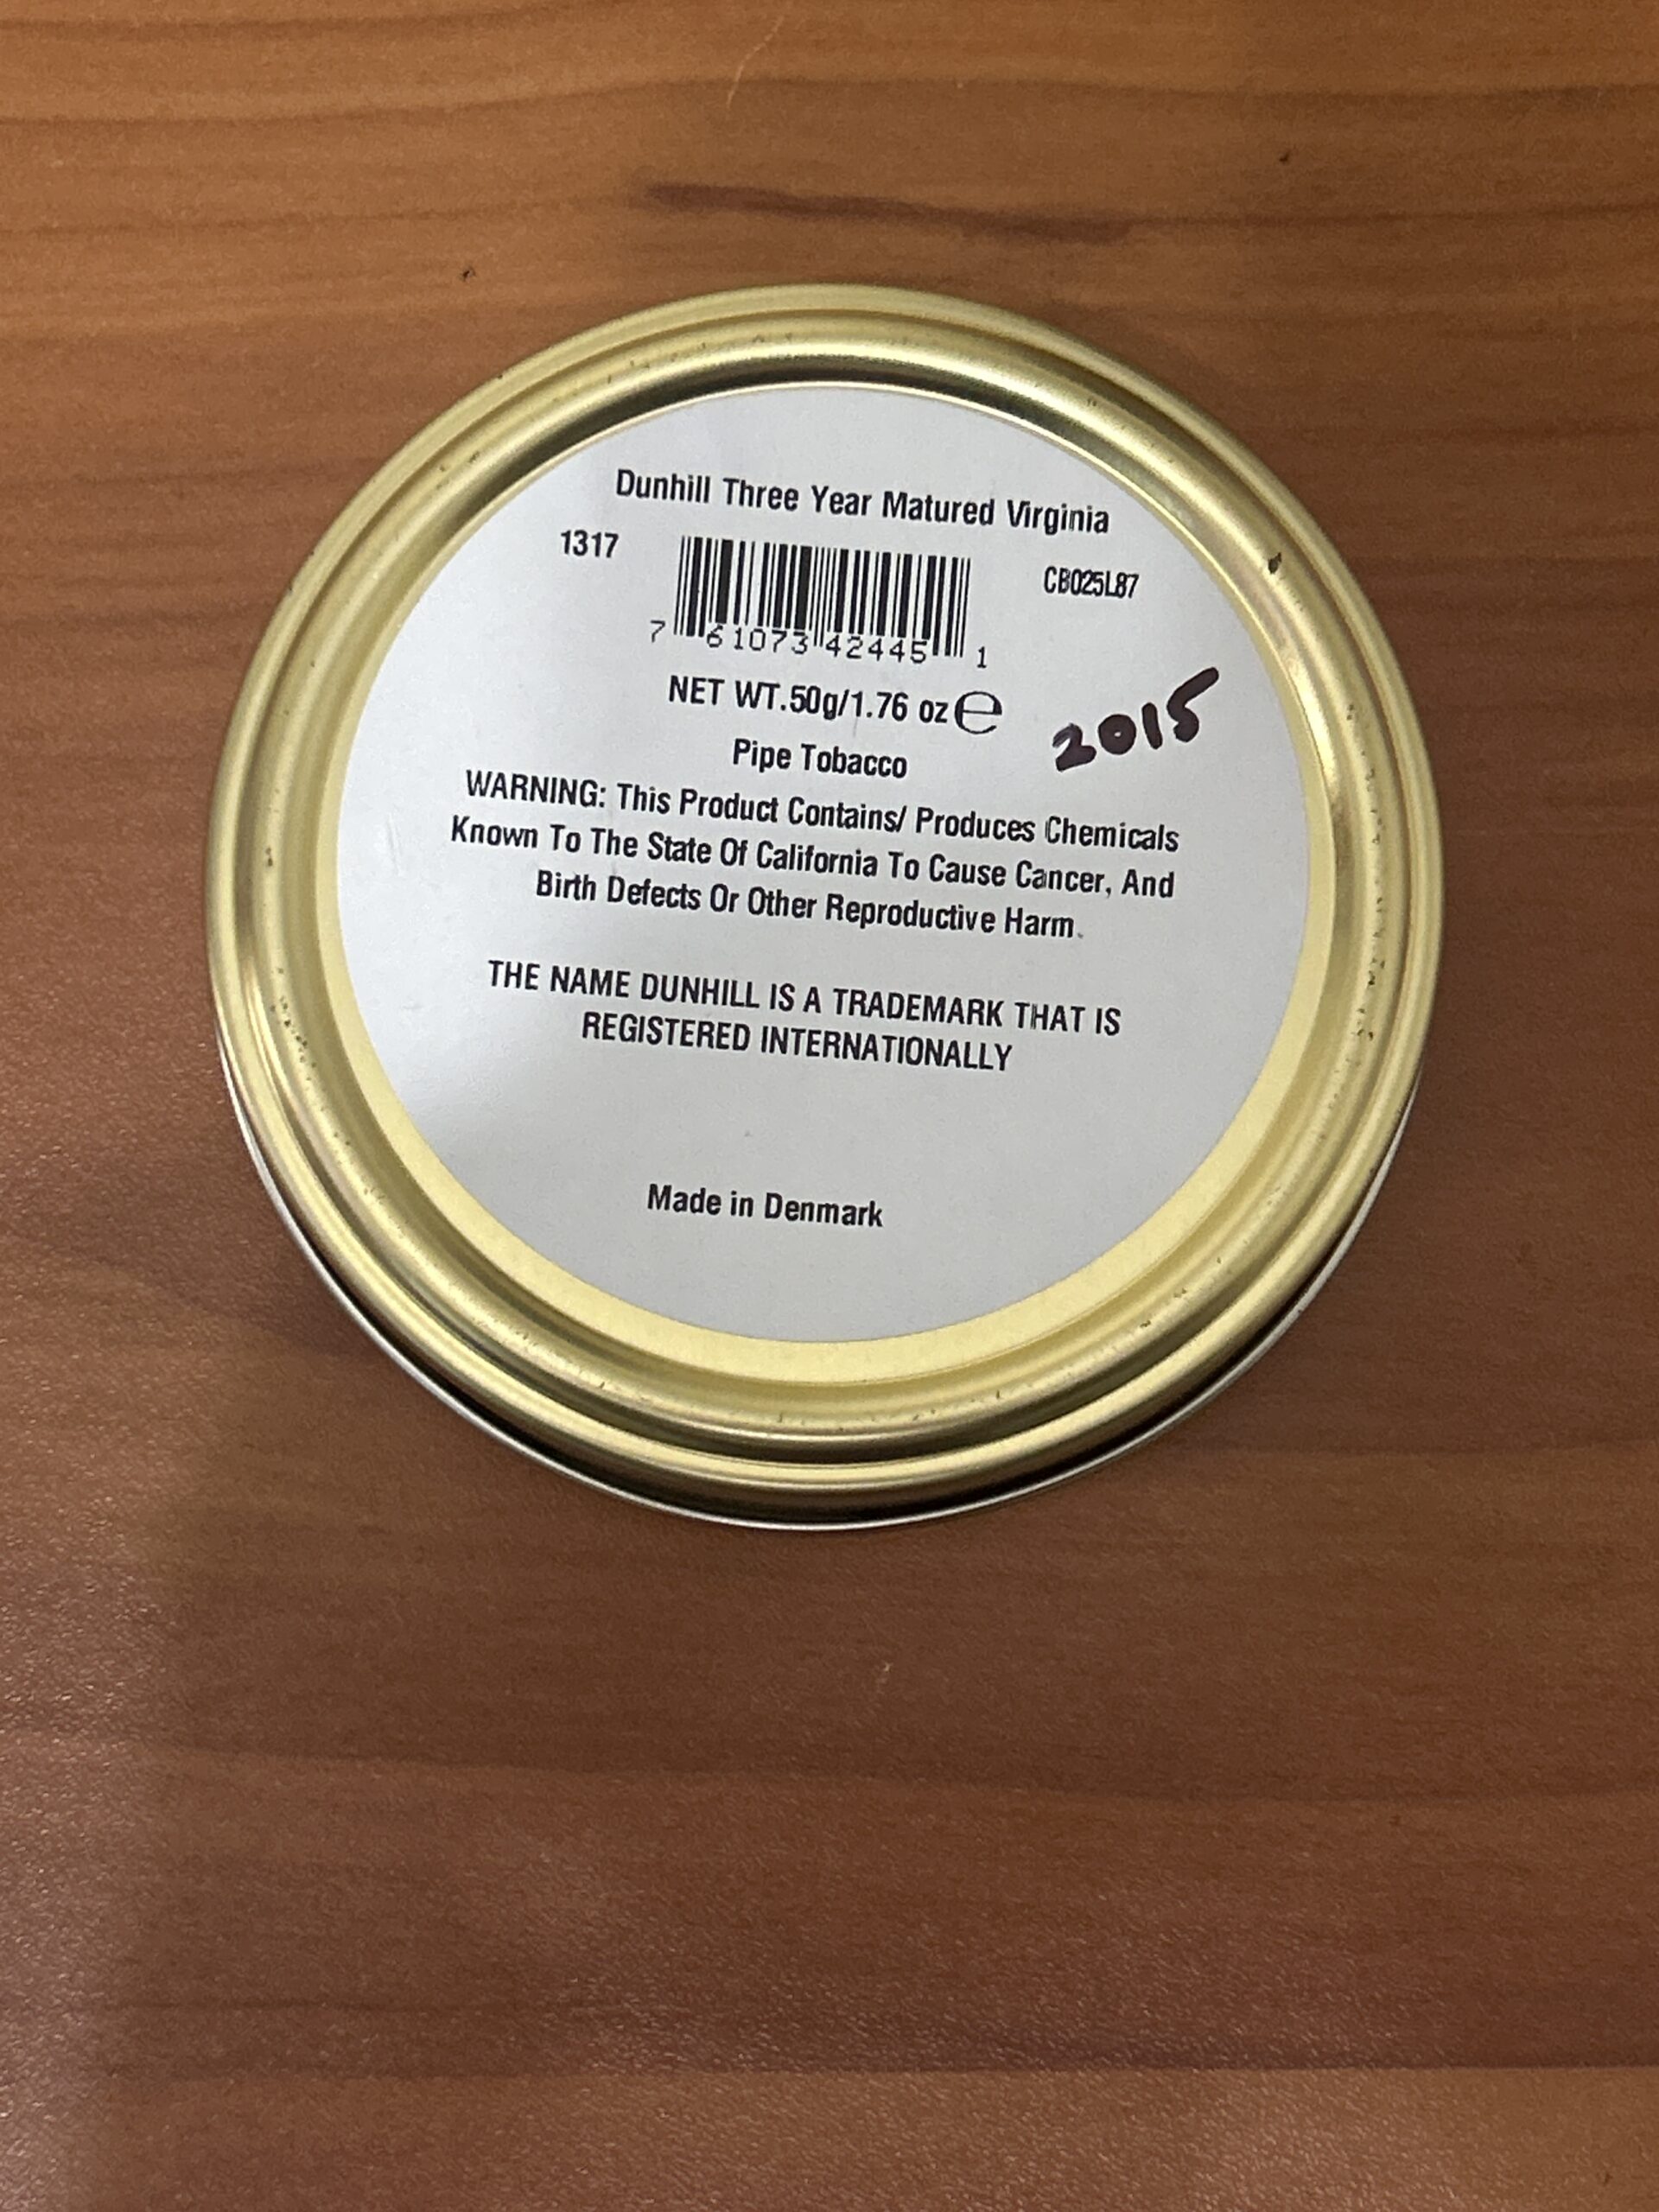 Dunhill Three Year Matured Virginia
1317
CB025L87
7 61073 42445 1
NET WT.50g/1.76 oz ℮
2015
Pipe Tobacco
WARNING: This Product Contains/ Produces Chemicals
Known To The State Of California To Cause Cancer, And
Birth Defects Or Other Reproductive Harm.
THE NAME DUNHILL IS A TRADEMARK THAT IS
REGISTERED INTERNATIONALLY
Made in Denmark